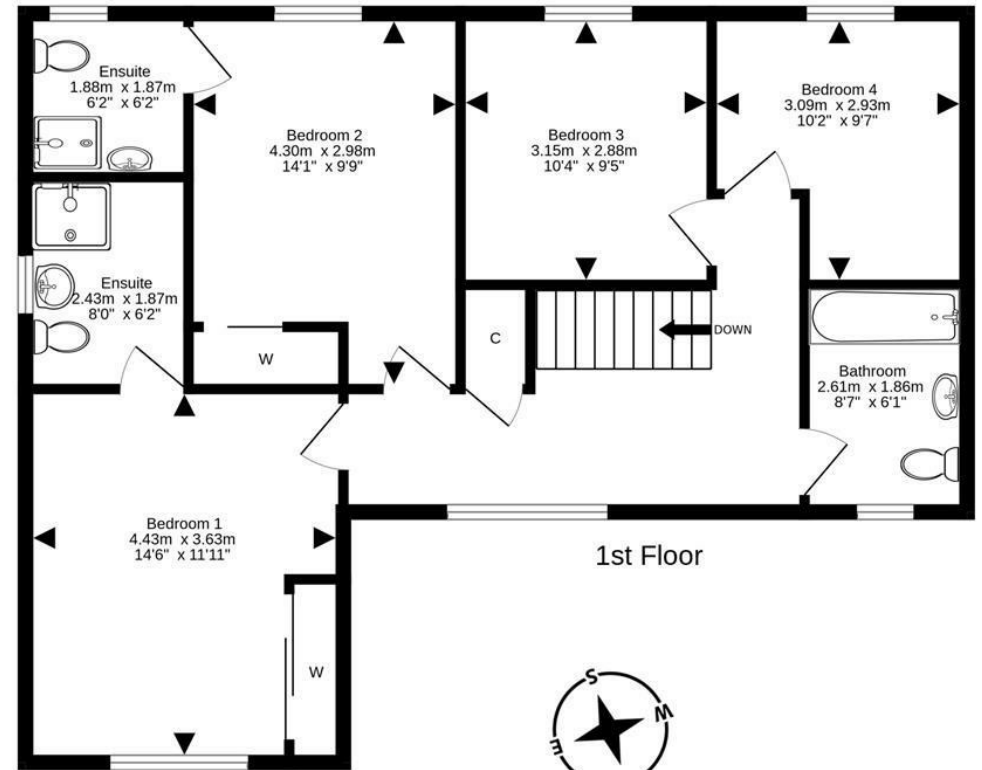 Ensuite
1.88m x 1.87m
6'2" x 6'2"
Bedroom 2
4.30m x 2.98m
14'1" x 9'9"
Bedroom 3
3.15m x 2.88m
10'4" x 9'5"
Bedroom 4
3.09m x 2.93m
10'2" x 9'7"
Ensuite
2.43m x 1.87m
8'0" x 6'2"
W
C
DOWN
Bathroom
2.61m x 1.86m
8'7" x 6'1"
Bedroom 1
4.43m x 3.63m
14'6" x 11'11"
W
1st Floor
S
W
E